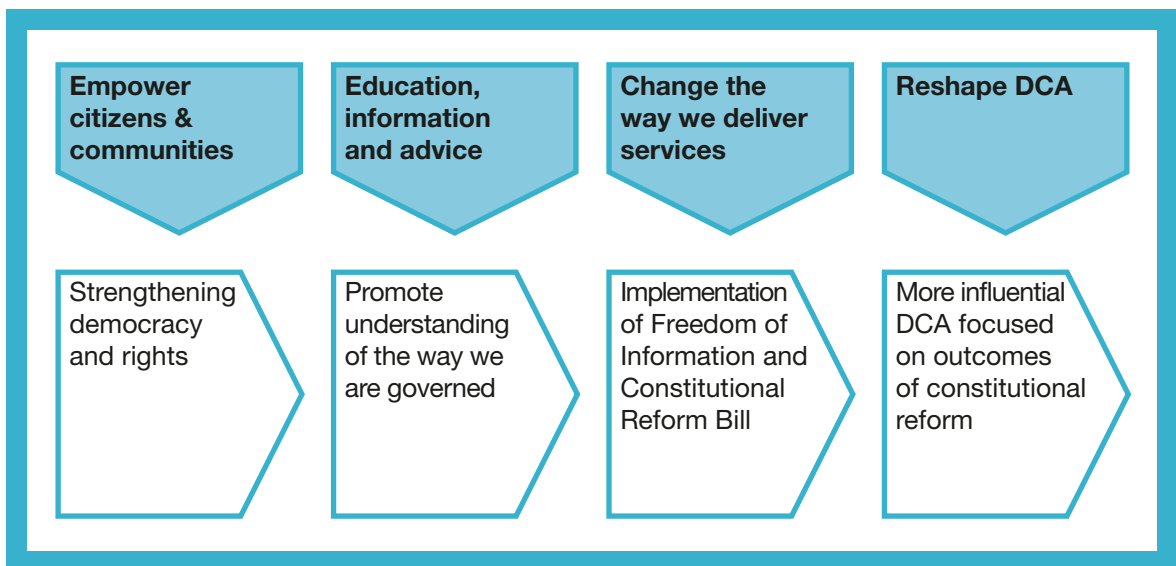 Empower
citizens &
communities
Education,
information
and advice
Change the
way we deliver
services
Reshape DCA
Strengthening
democracy
and rights
Promote
understanding
of the way we
are governed
Implementation
of Freedom of
Information and
Constitutional
Reform Bill
More influential
DCA focused
on outcomes
of constitutional
reform